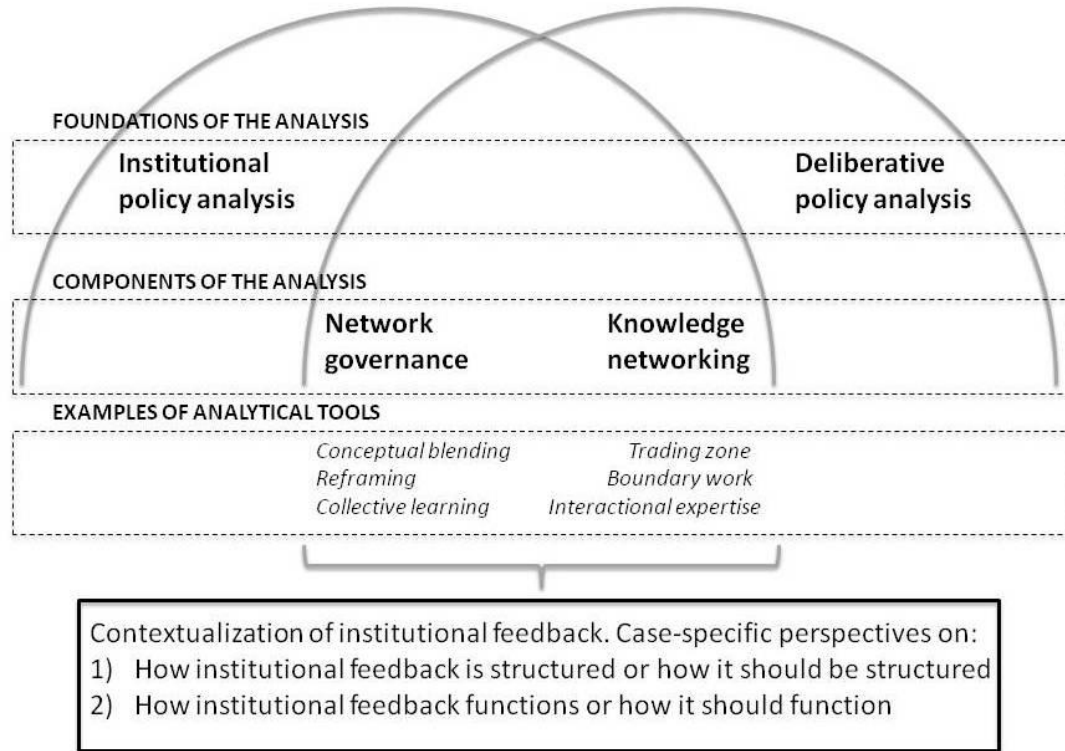 FOUNDATIONS OF THE ANALYSIS
Institutional
policy analysis
Deliberative
policy analysis
COMPONENTS OF THE ANALYSIS
Network
governance
Knowledge
networking
EXAMPLES OF ANALYTICAL TOOLS
Conceptual blending
Reframing
Collective learning
Trading zone
Boundary work
Interactional expertise
Contextualization of institutional feedback. Case-specific perspectives on:
1) How institutional feedback is structured or how it should be structured
2) How institutional feedback functions or how it should function